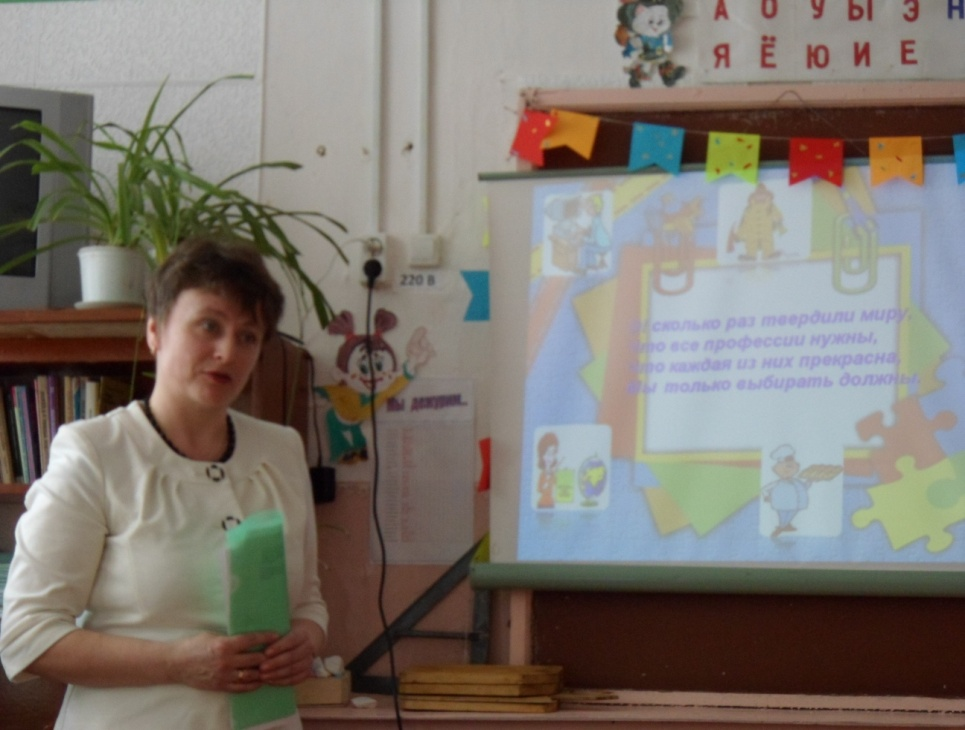 А О У Ы Э Н
Я Ё Ю И Е
220 В
Мы дежурим...
Несколько раз твердили миру,
Что все профессии нужны,
Что каждая из них прекрасна,
Мы только выбирать должны.